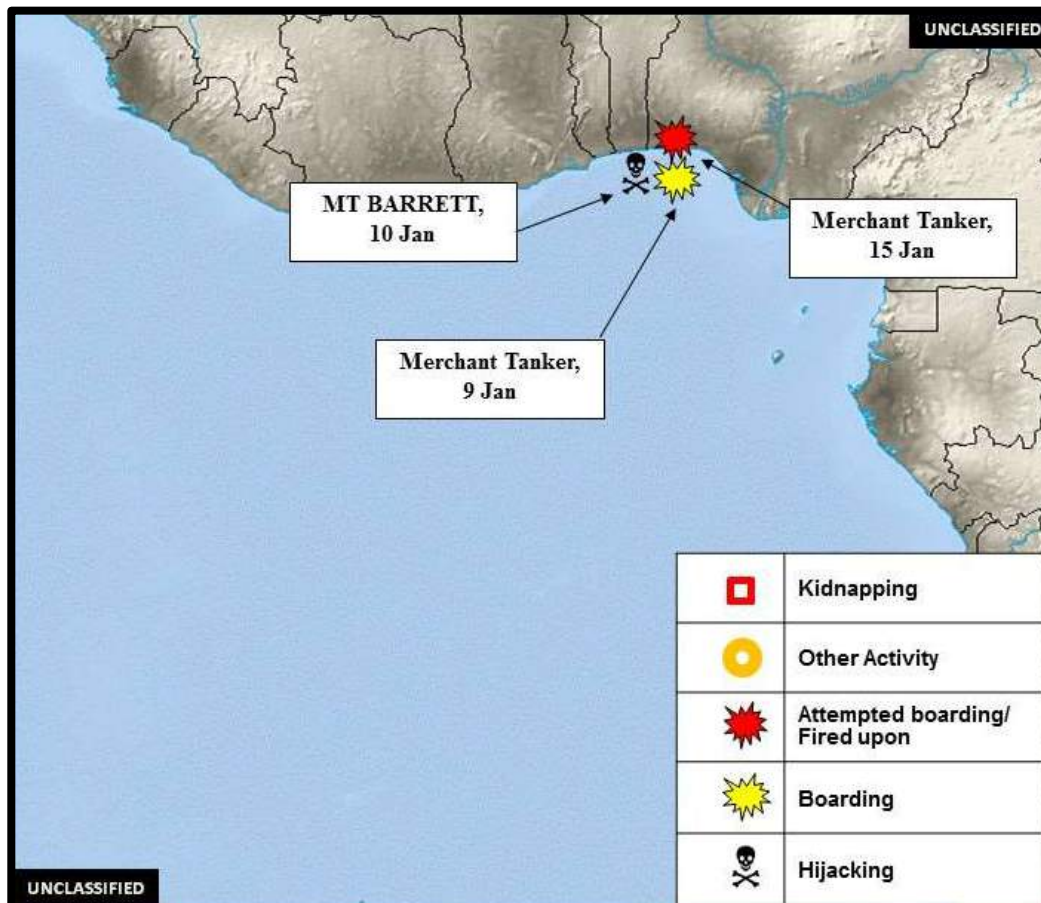 UNCLASSIFIED
MT BARRETT,
10 Jan
Merchant Tanker,
15 Jan
Merchant Tanker,
9 Jan
Kidnapping
Other Activity
Attempted boarding/
Fired upon
Boarding
Hijacking
UNCLASSIFIED